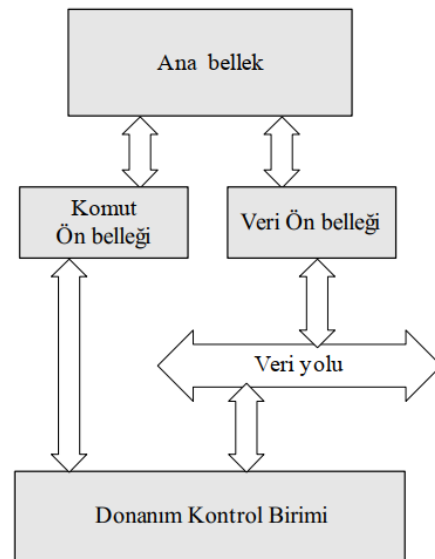 Ana bellek
Komut
Ön belleği
Veri Ön belleği
Veri yolu
Donanım Kontrol Birimi